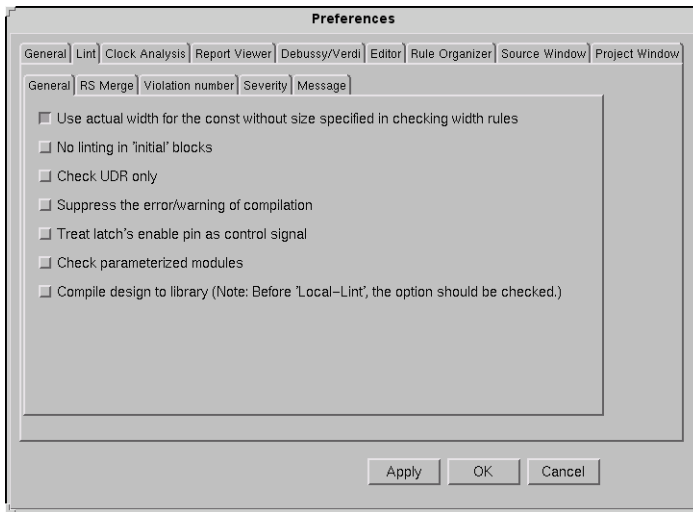 Preferences
General Lint Clock Analysis Report Viewer Debussy/Verdi Editor Rule Organizer Source Window Project Window
General RS Merge Violation number Severity Message
Use actual width for the const without size specified in checking width rules
No linting in 'initial' blocks
Check UDR only
Suppress the error/warning of compilation
Treat latch's enable pin as control signal
Check parameterized modules
Compile design to library (Note: Before 'Local-Lint', the option should be checked.)
Apply OK Cancel